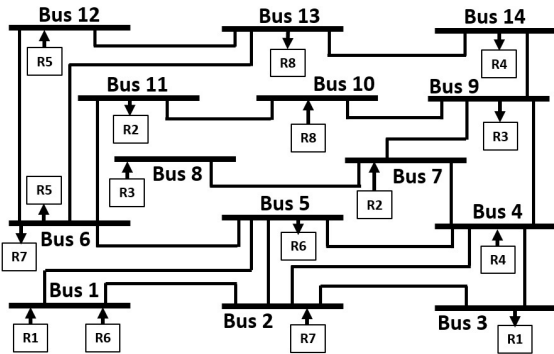 Bus 12
Bus 13
Bus 14
R5
R8
R4
Bus 11
Bus 10
Bus 9
R2
R8
R3
Bus 8
Bus 7
R3
R2
R5
Bus 5
Bus 4
R7
Bus 6
R6
R4
Bus 1
Bus 2
Bus 3
R1
R6
R7
R1